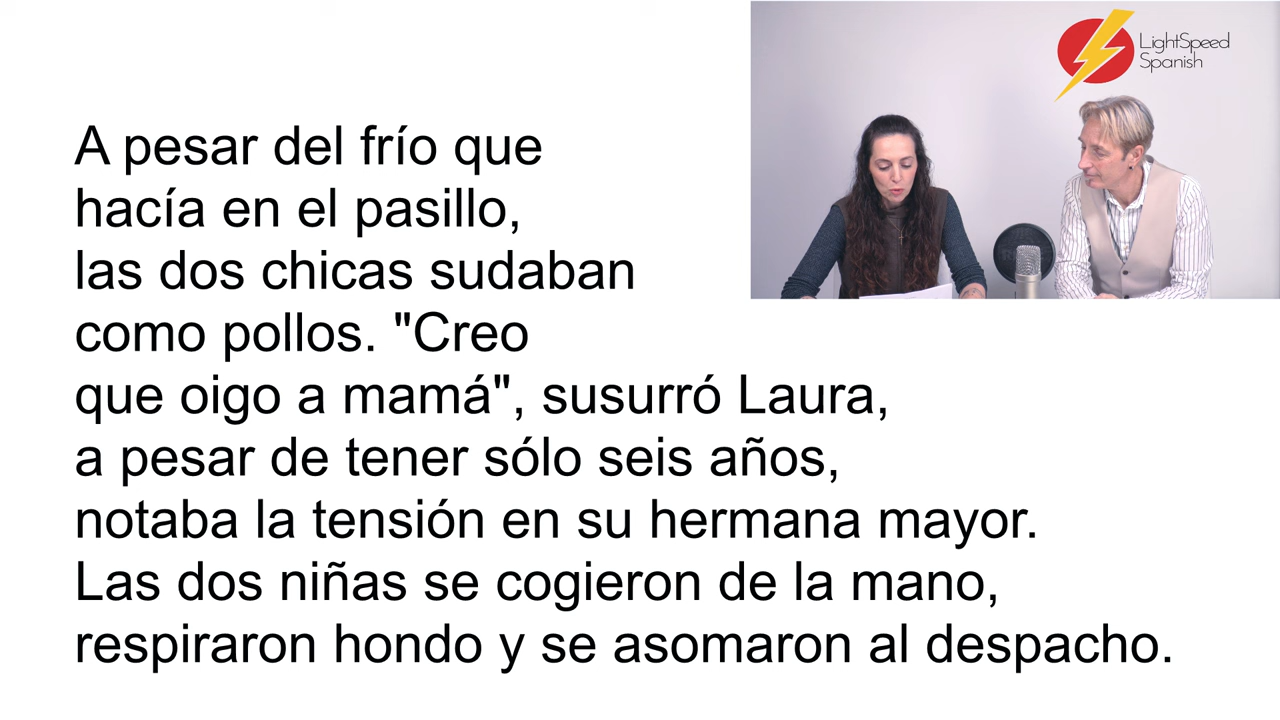 LightSpeed
Spanish
A pesar del frío que
hacía en el pasillo,
las dos chicas sudaban
como pollos. "Creo
que oigo a mamá", susurró Laura,
a pesar de tener sólo seis años,
notaba la tensión en su hermana mayor.
Las dos niñas se cogieron de la mano,
respiraron hondo y se asomaron al despacho.